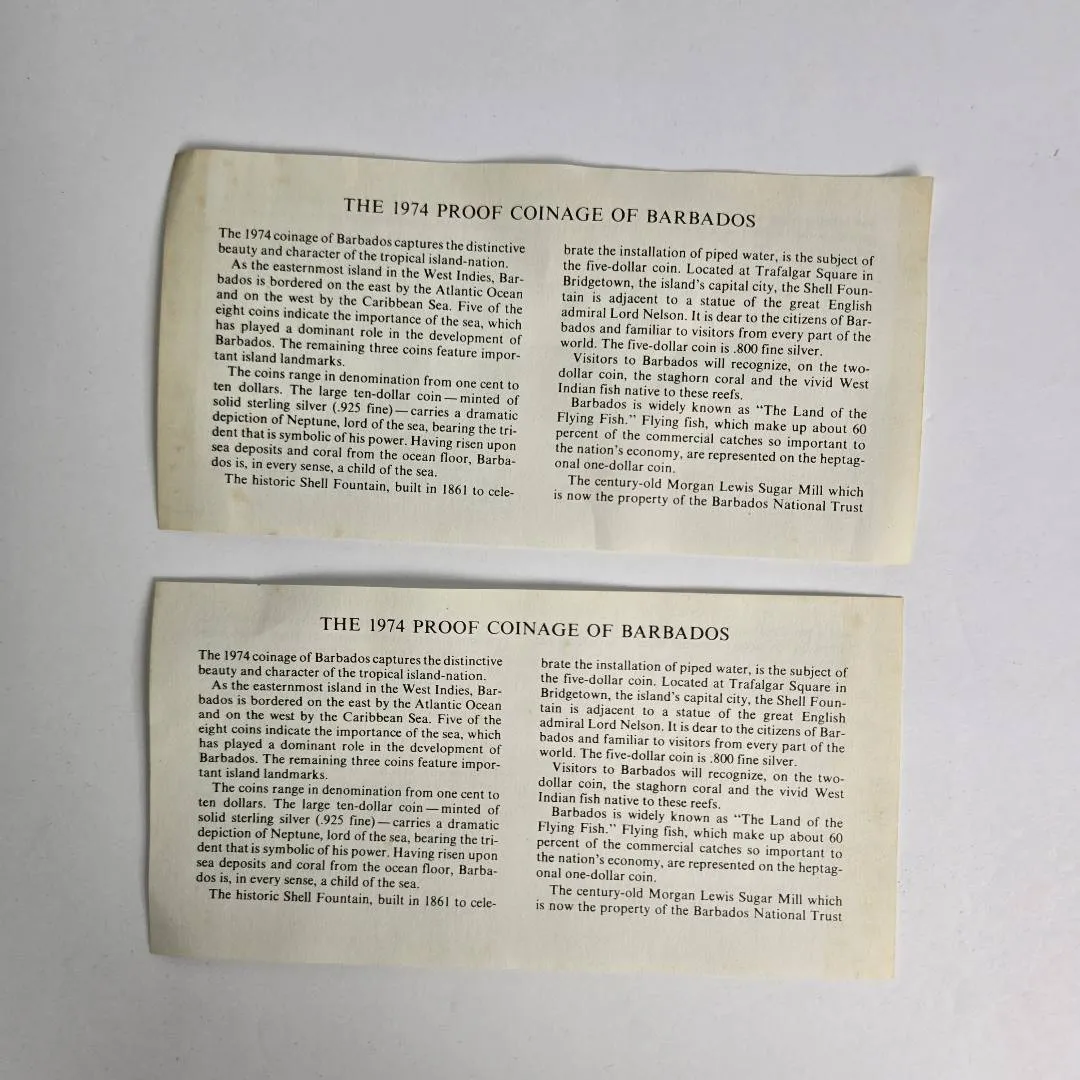 THE 1974 PROOF COINAGE OF BARBADOS
The 1974 coinage of Barbados captures the distinctive
beauty and character of the tropical island-nation.
As the easternmost island in the West Indies, Bar-
bados is bordered on the east by the Atlantic Ocean
and on the west by the Caribbean Sea. Five of the
eight coins indicate the importance of the sea, which
has played a dominant role in the development of
Barbados. The remaining three coins feature impor-
tant island landmarks.
The coins range in denomination from one cent to
ten dollars. The large ten-dollar coin—minted of
solid sterling silver (.925 fine)—carries a dramatic
depiction of Neptune, lord of the sea, bearing the tri-
dent that is symbolic of his power. Having risen upon
sea deposits and coral from the ocean floor, Barba-
dos is, in every sense, a child of the sea.
The historic Shell Fountain, built in 1861 to cele-
brate the installation of piped water, is the subject of
the five-dollar coin. Located at Trafalgar Square in
Bridgetown, the island's capital city, the Shell Foun-
tain is adjacent to a statue of the great English
admiral Lord Nelson. It is dear to the citizens of Bar-
bados and familiar to visitors from every part of the
world. The five-dollar coin is .800 fine silver.
Visitors to Barbados will recognize, on the two-
dollar coin, the staghorn coral and the vivid West
Indian fish native to these reefs.
Barbados is widely known as "The Land of the
Flying Fish." Flying fish, which make up about 60
percent of the commercial catches so important to
the nation's economy, are represented on the heptag-
onal one-dollar coin.
The century-old Morgan Lewis Sugar Mill which
is now the property of the Barbados National Trust
THE 1974 PROOF COINAGE OF BARBADOS
The 1974 coinage of Barbados captures the distinctive
beauty and character of the tropical island-nation.
As the easternmost island in the West Indies, Bar-
bados is bordered on the east by the Atlantic Ocean
and on the west by the Caribbean Sea. Five of the
eight coins indicate the importance of the sea, which
has played a dominant role in the development of
Barbados. The remaining three coins feature impor-
tant island landmarks.
The coins range in denomination from one cent to
ten dollars. The large ten-dollar coin—minted of
solid sterling silver (.925 fine)—carries a dramatic
depiction of Neptune, lord of the sea, bearing the tri-
dent that is symbolic of his power. Having risen upon
sea deposits and coral from the ocean floor, Barba-
dos is, in every sense, a child of the sea.
The historic Shell Fountain, built in 1861 to cele-
brate the installation of piped water, is the subject of
the five-dollar coin. Located at Trafalgar Square in
Bridgetown, the island's capital city, the Shell Foun-
tain is adjacent to a statue of the great English
admiral Lord Nelson. It is dear to the citizens of Bar-
bados and familiar to visitors from every part of the
world. The five-dollar coin is .800 fine silver.
Visitors to Barbados will recognize, on the two-
dollar coin, the staghorn coral and the vivid West
Indian fish native to these reefs.
Barbados is widely known as "The Land of the
Flying Fish." Flying fish, which make up about 60
percent of the commercial catches so important to
the nation's economy, are represented on the heptag-
onal one-dollar coin.
The century-old Morgan Lewis Sugar Mill which
is now the property of the Barbados National Trust